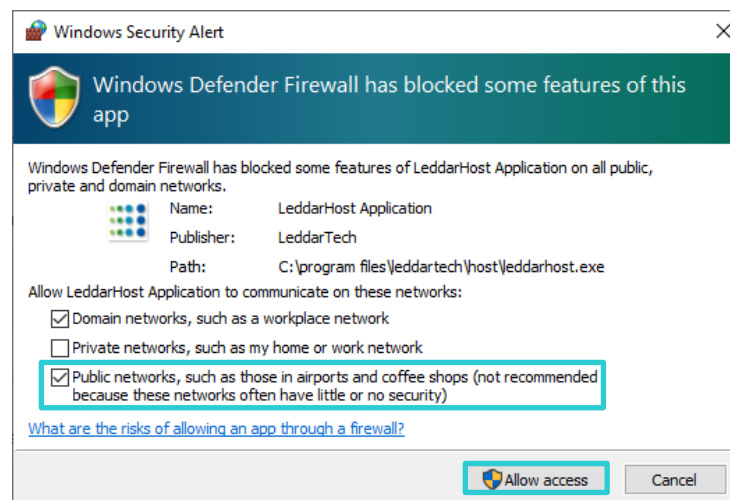 Windows Security Alert
Windows Defender Firewall has blocked some features of this
app
Windows Defender Firewall has blocked some features of LeddarHost Application on all public,
private and domain networks.
Name: LeddarHost Application
Publisher: LeddarTech
Path: C:\program files\leddartech\host\leddarhost.exe
Allow LeddarHost Application to communicate on these networks:
Domain networks, such as a workplace network
Private networks, such as my home or work network
Public networks, such as those in airports and coffee shops (not recommended
because these networks often have little or no security)
What are the risks of allowing an app through a firewall?
Allow access Cancel